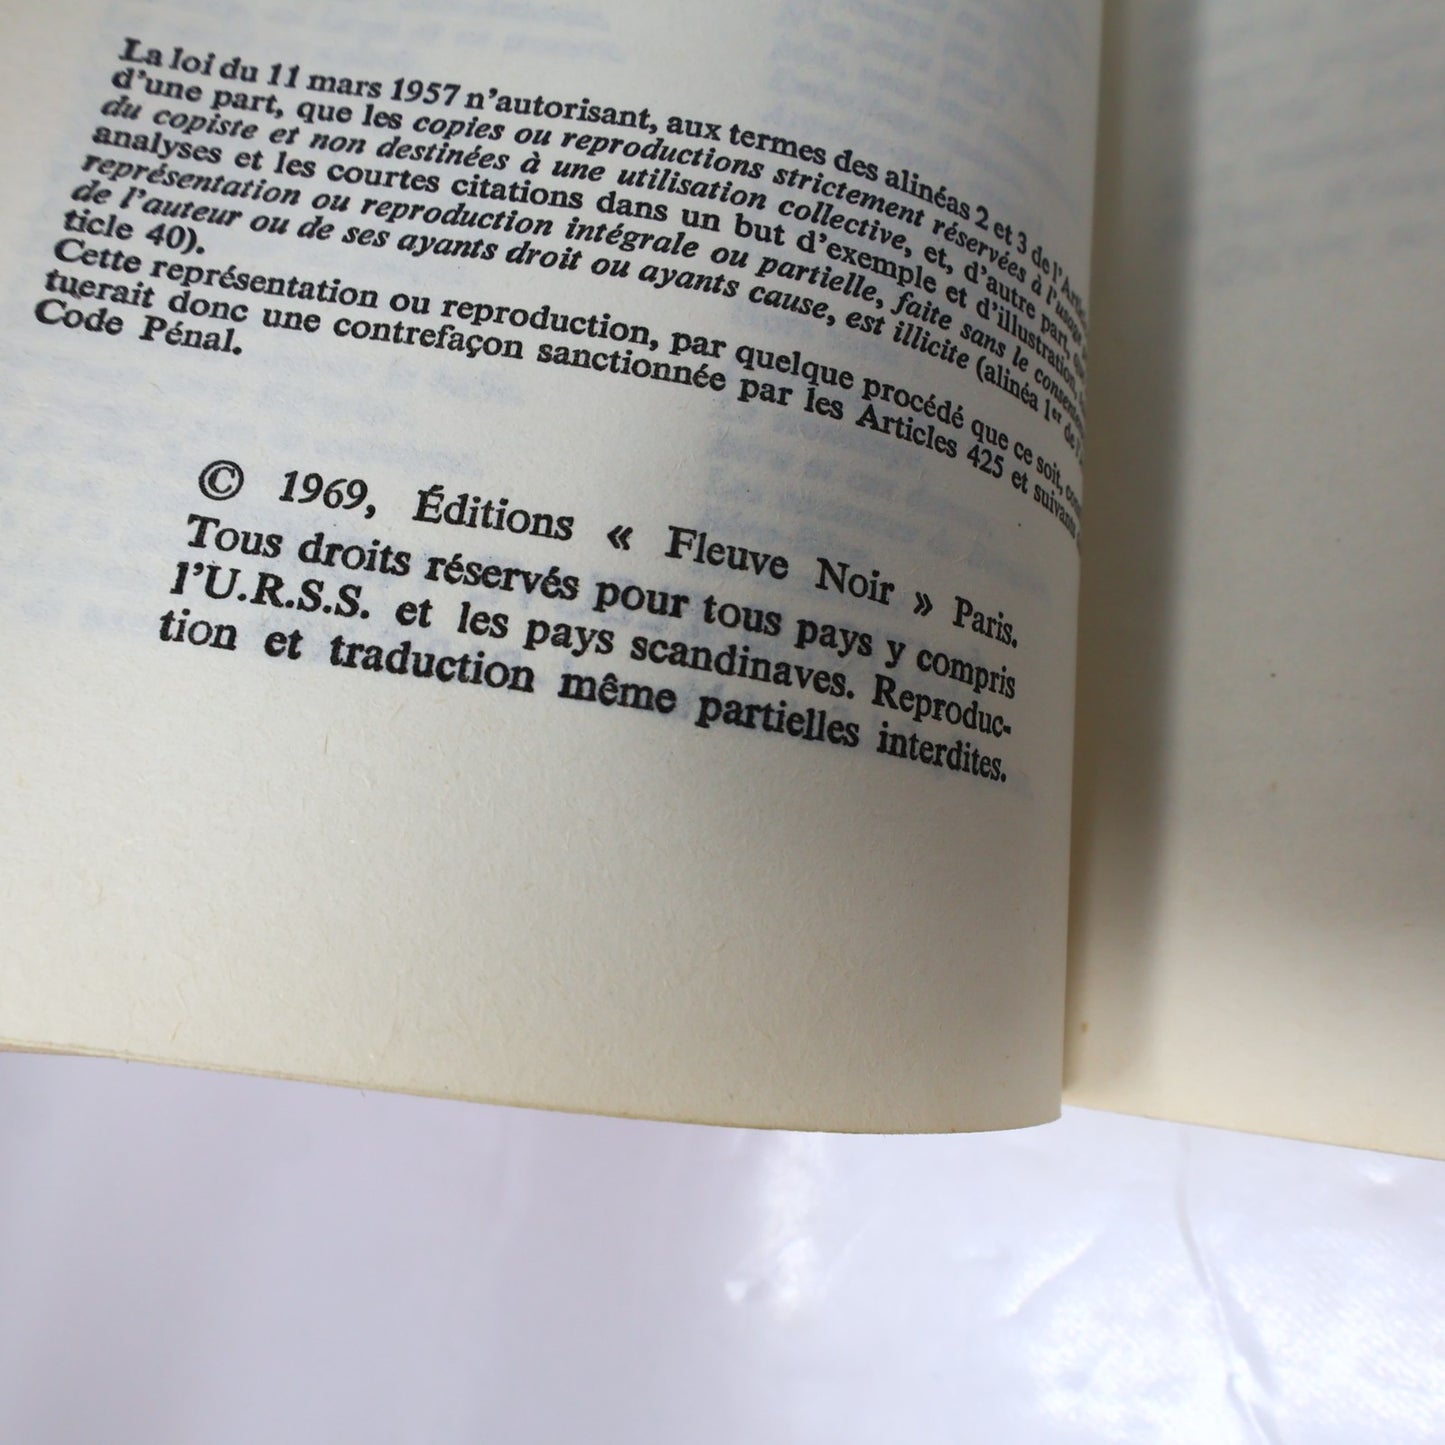 La loi du 11 mars 1957 n'autorisant, aux termes des alinéas 2 et 3 de l'Artic
d'une part, que les copies ou reproductions strictement réservées à l'usage
du copiste et non destinées à une utilisation collective, et, d'autre part, que
analyses et les courtes citations dans un but d'exemple et d'illustration,
représentation ou reproduction intégrale ou partielle, faite sans le consente
de l'auteur ou de ses ayants droit ou ayants cause, est illicite (alinéa 1er de l'
ticle 40).
Cette représentation ou reproduction, par quelque procédé que ce soit, con
tuerait donc une contrefaçon sanctionnée par les Articles 425 et suivants
Code Pénal.
© 1969, Éditions « Fleuve Noir » Paris.
Tous droits réservés pour tous pays y compris
l'U.R.S.S. et les pays scandinaves. Reproduc-
tion et traduction même partielles interdites.